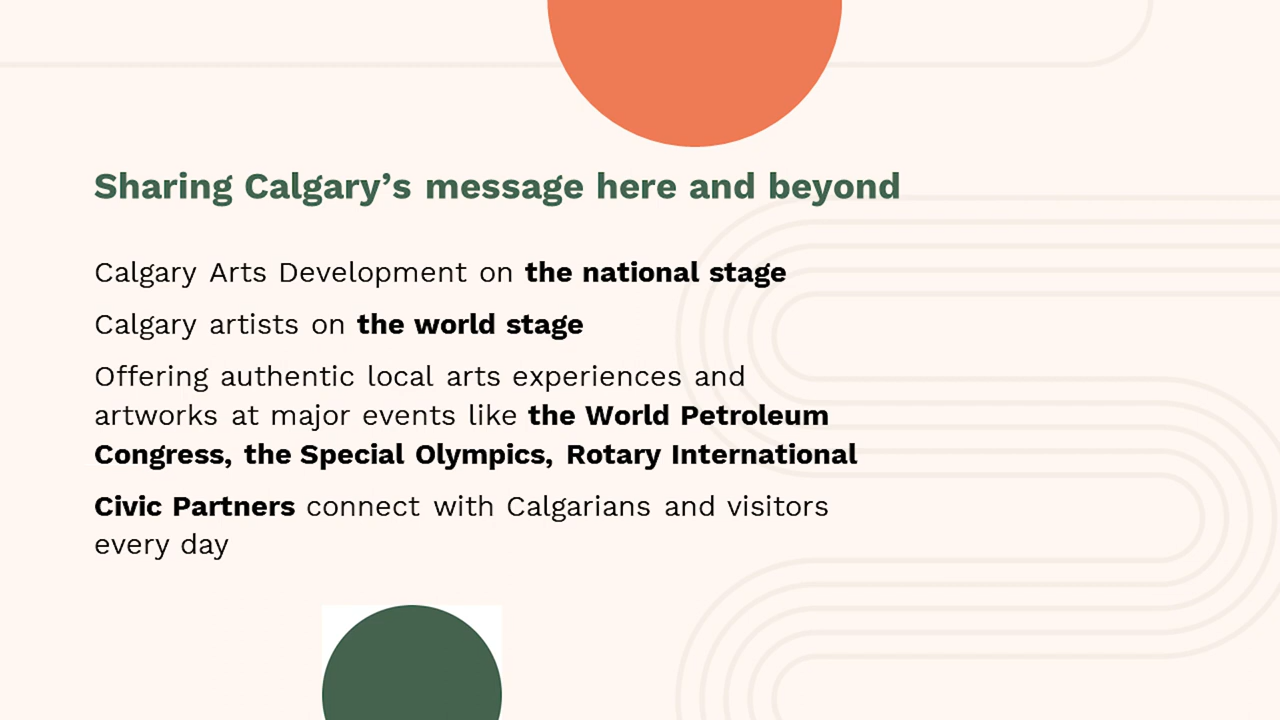 Sharing Calgary’s message here and beyond
Calgary Arts Development on the national stage
Calgary artists on the world stage
Offering authentic local arts experiences and
artworks at major events like the World Petroleum
Congress, the Special Olympics, Rotary International
Civic Partners connect with Calgarians and visitors
every day